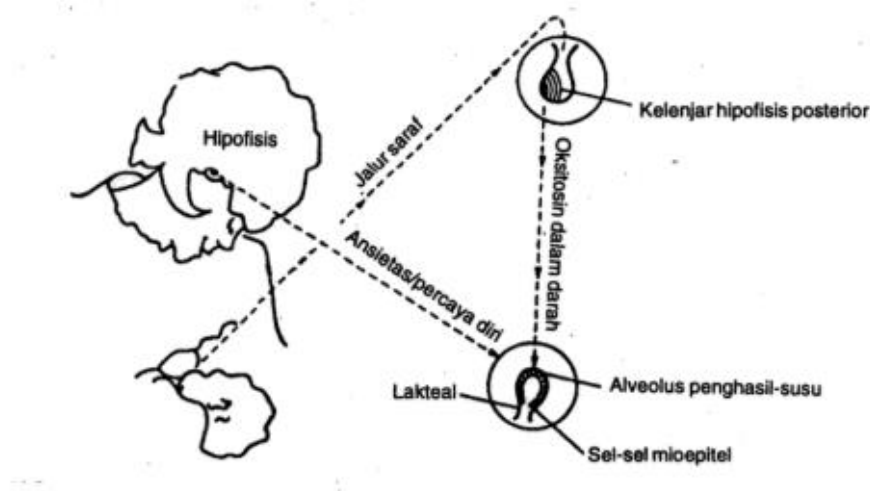 Hipofisis
Kelenjar hipofisis posterior
Jalur saraf
Oksitosin dalam darah
Ansietas/percaya diri
Lakteal
Alveolus penghasil-susu
Sel-sel mioepitel